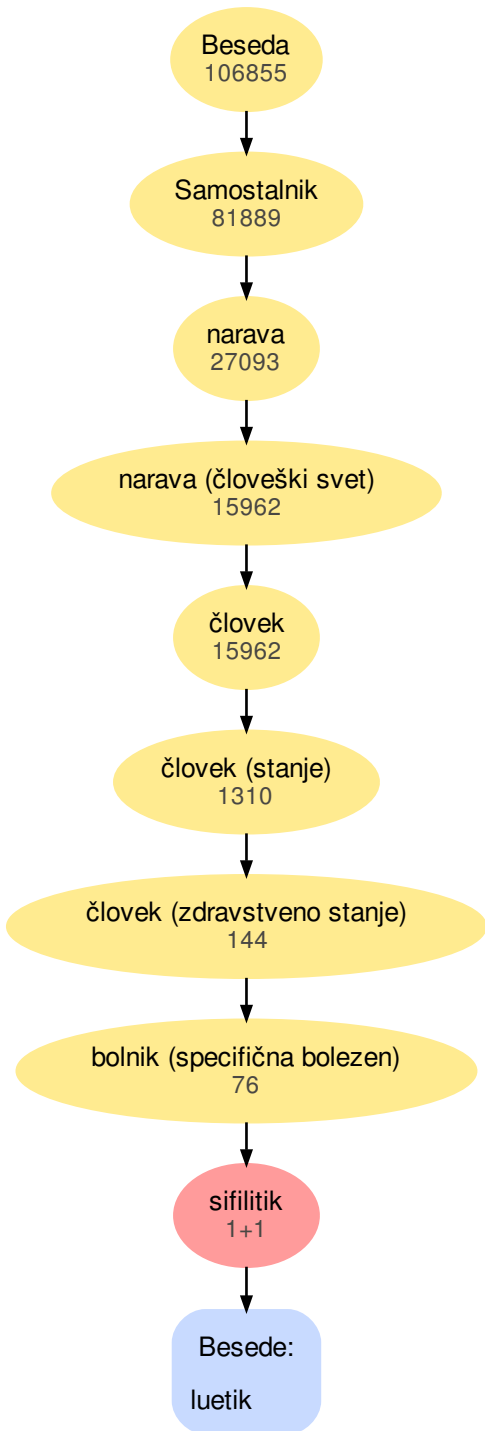 Beseda
106855
Samostalnik
81889
narava
27093
narava (človeški svet)
15962
človek
15962
človek (stanje)
1310
človek (zdravstveno stanje)
144
bolnik (specifična bolezen)
76
sifilitik
1+1
Besede:
luetik